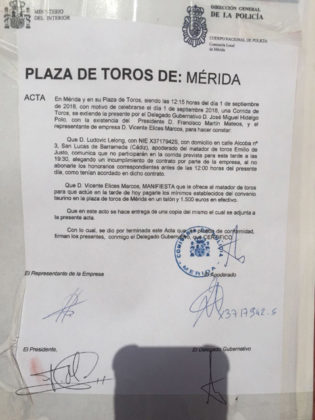 MINISTERIO
DEL INTERIOR
DIRECCIÓN GENERAL
DE LA POLICÍA
CUERPO NACIONAL DE POLICÍA
Comisaría Local
de Mérida
PLAZA DE TOROS DE: MÉRIDA
ACTA En Mérida y en su Plaza de Toros, siendo las 12:15 horas del día 1 de septiembre
de 2018, con motivo de celebrarse el día 1 de septiembre de 2018, una Corrida de
Toros, se extiende la presente por el Delegado Gubernativo D. José Miguel Hidalgo
Polo, con la asistencia del Presidente D. Francisco Martín Mateos, y el
representante de empresa D. Vicente Elices Marcos, para hacer constar:
Que D. Ludovic Lelong, con NIE X3717942S, con domicilio en calle
3, San Lucas de Barrameda (Cádiz), apoderado del matador de toros Emilio de
Justo, comunica que no participarán en la corrida prevista para esta tarde a las
19:30, alegando un incumplimiento de contrato por parte de la empresa, al no
abonarle los honorarios correspondientes antes de las 12:00 horas del presente
día, como tenían acordado en dicho contrato.
Que D. Vicente Elices Marcos, MANIFIESTA que le ofrece al matador de toros
para que actúe en la tarde de hoy pagarle los mínimos establecidos del convenio
taurino en la plaza de toros de Mérida en un talón y 1.500 euros en efectivo.
Que en este acto se hace entrega de una copia del mismo el cual se adjunta a
la presente acta.
Con lo cual, se dio por terminada este Acta que en prueba de conformidad,
firman los presentes, conmigo el Delegado Gubernativo, que CERTIFICO.
COMISARIA
POLICIA
MERIDA
El Representante de la Empresa
Apoderado
X3717942-S
El Presidente,
El Delegado Gubernativo